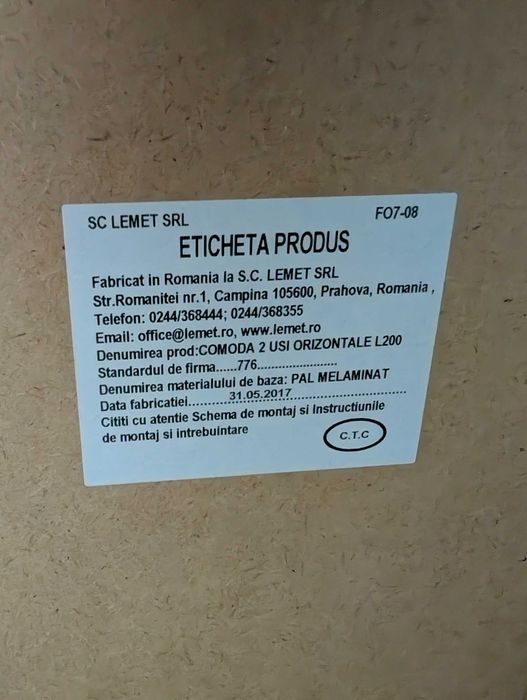 SC LEMET SRL FO7-08
ETICHETA PRODUS
Fabricat in Romania la S.C. LEMET SRL
Str.Romanitei nr.1, Campina 105600, Prahova, Romania ,
Telefon: 0244/368444; 0244/368355
Email: office@lemet.ro, www.lemet.ro
Denumirea prod:COMODA 2 USI ORIZONTALE L200
Standardul de firma......776......................
Denumirea materialului de baza: PAL MELAMINAT
Data fabricatiei............31.05.2017..................................
Cititi cu atentie Schema de montaj si Instructiunile
de montaj si intrebuintare
C.T.C